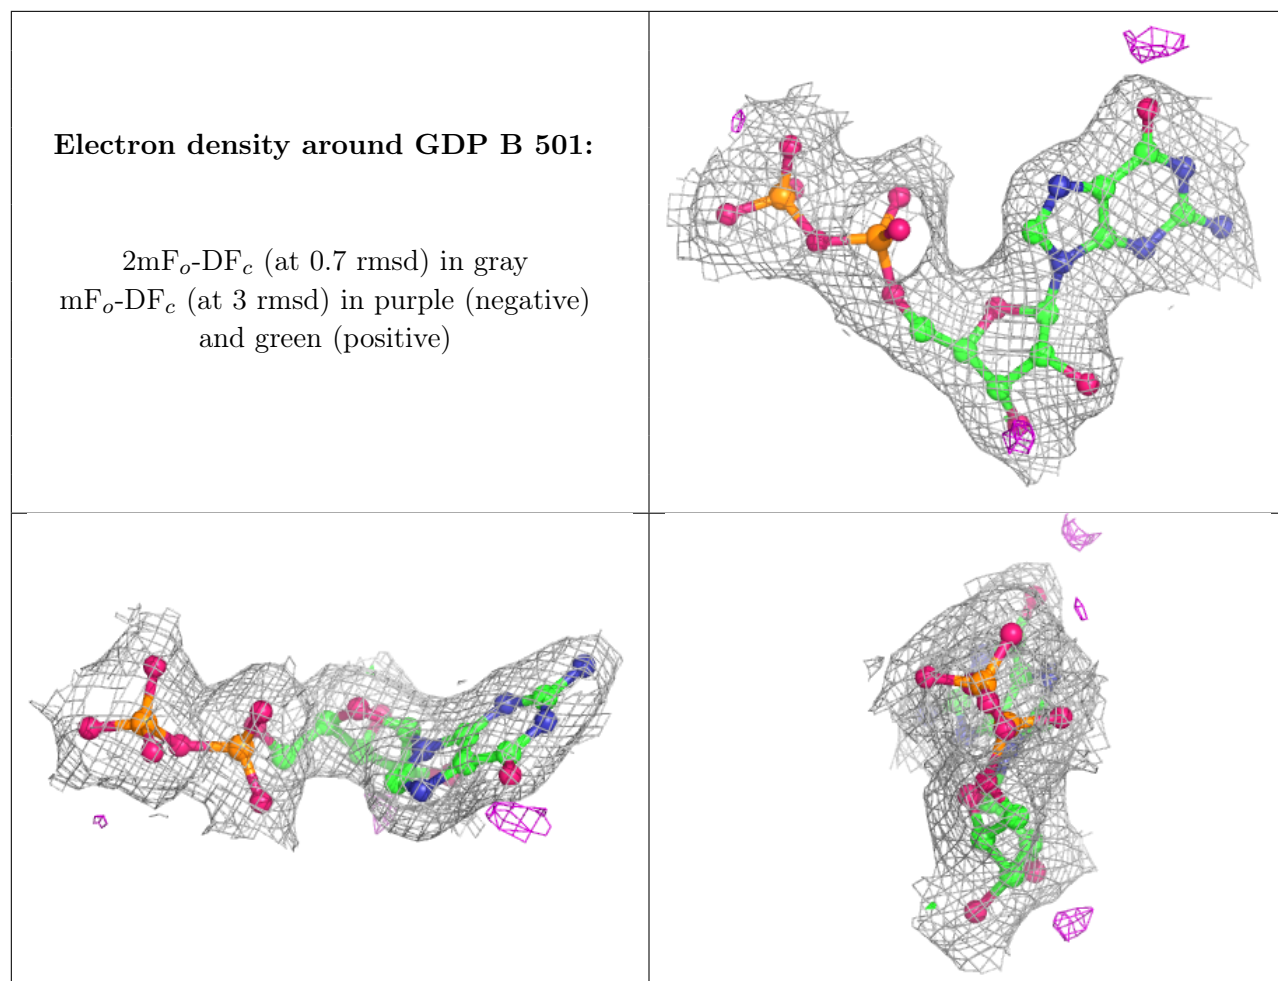 Electron density around GDP B 501:
2mFo-DFc (at 0.7 rmsd) in gray
mFo-DFc (at 3 rmsd) in purple (negative)
and green (positive)